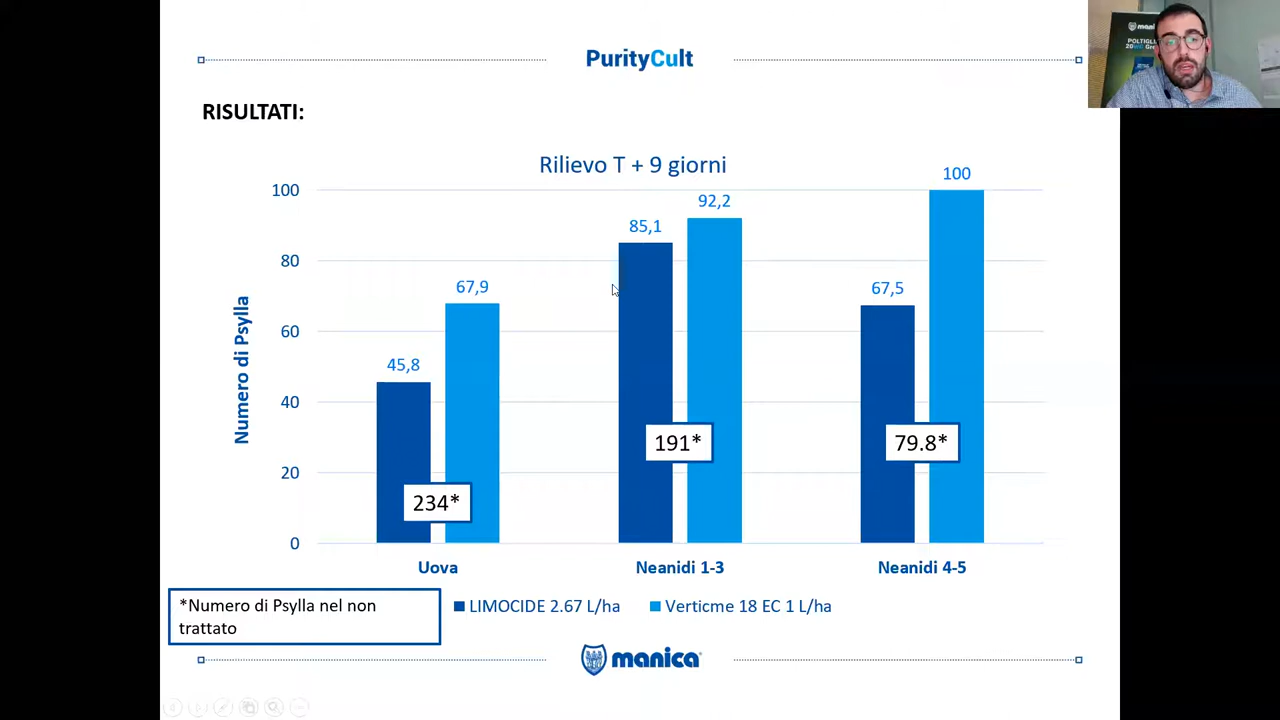 PurityCult
RISULTATI:
Rilievo T + 9 giorni
Numero di Psylla
100
80
60
40
20
0
45,8
67,9
234*
85,1
92,2
191*
67,5
100
79.8*
Uova
Neanidi 1-3
Neanidi 4-5
LIMOCIDE 2.67 L/ha
Verticme 18 EC 1 L/ha
*Numero di Psylla nel non
trattato
manica
POLTIGL